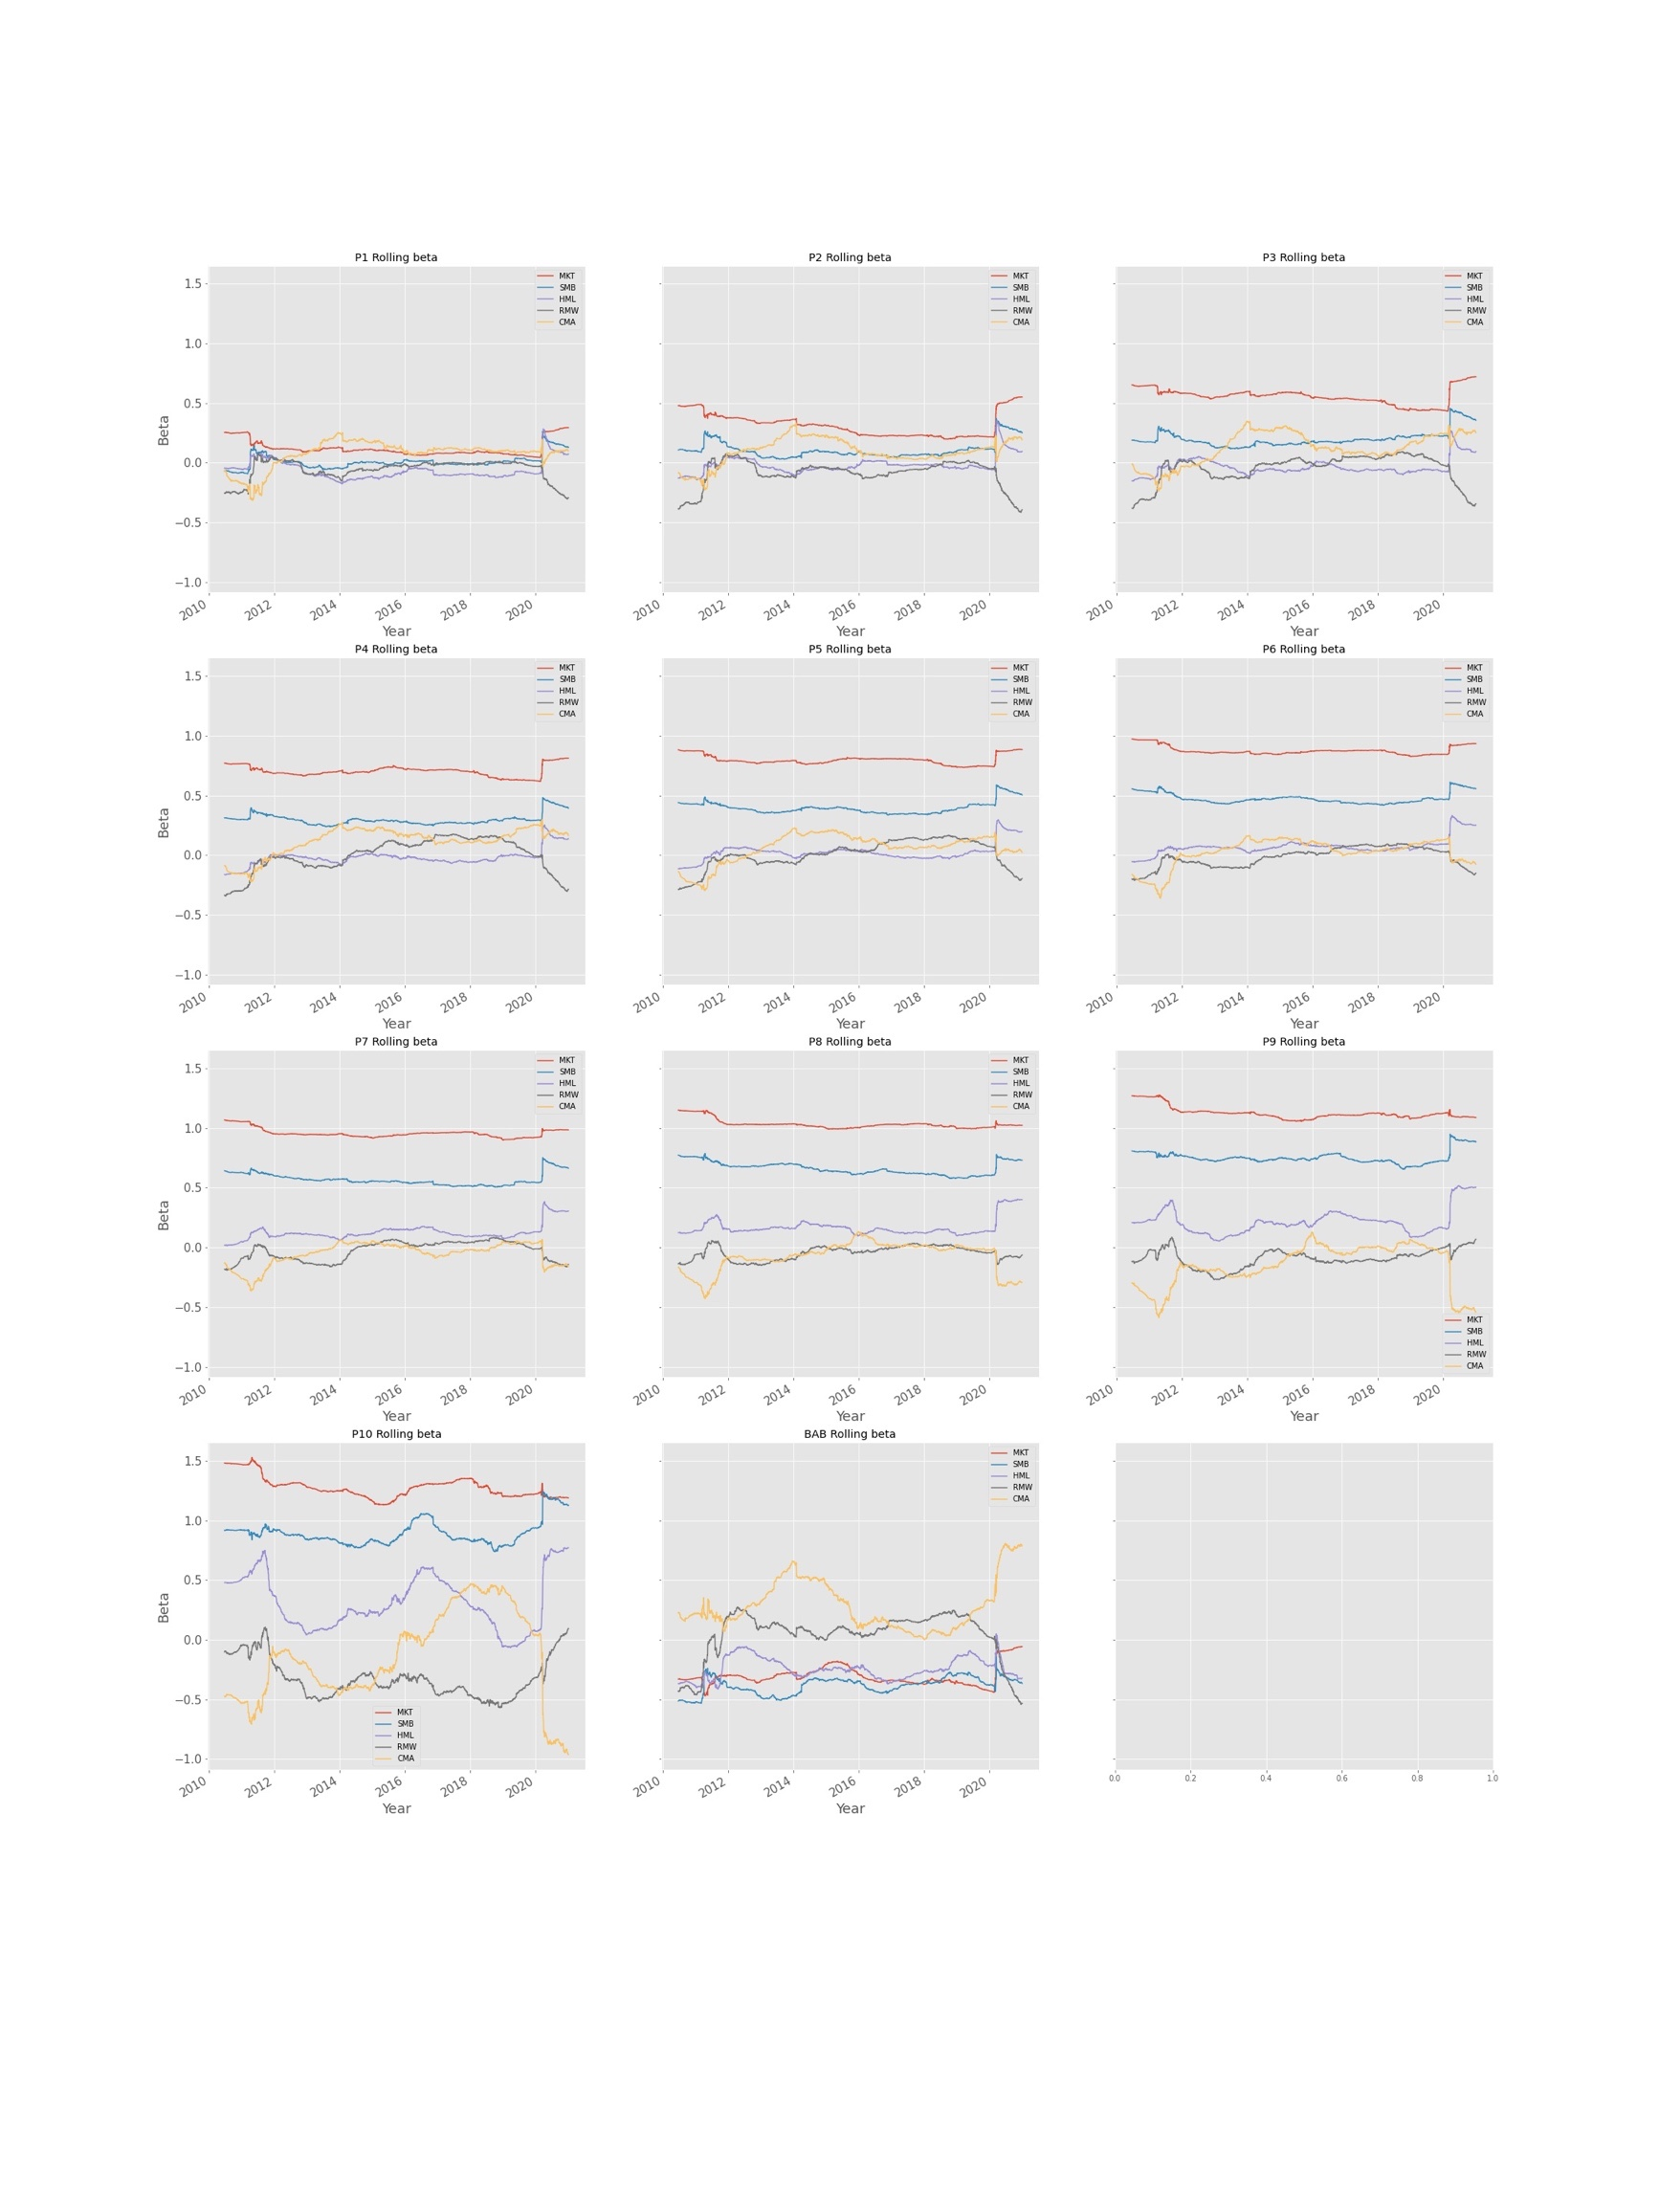 P1 Rolling beta
MKT
SMB
HML
RMW
CMA
1.5
1.0
0.5
0.0
−0.5
−1.0
Beta
2010 2012 2014 2016 2018 2020
Year
P2 Rolling beta
MKT
SMB
HML
RMW
CMA
2010 2012 2014 2016 2018 2020
Year
P3 Rolling beta
MKT
SMB
HML
RMW
CMA
2010 2012 2014 2016 2018 2020
Year
P4 Rolling beta
MKT
SMB
HML
RMW
CMA
1.5
1.0
0.5
0.0
−0.5
−1.0
Beta
2010 2012 2014 2016 2018 2020
Year
P5 Rolling beta
MKT
SMB
HML
RMW
CMA
2010 2012 2014 2016 2018 2020
Year
P6 Rolling beta
MKT
SMB
HML
RMW
CMA
2010 2012 2014 2016 2018 2020
Year
P7 Rolling beta
MKT
SMB
HML
RMW
CMA
1.5
1.0
0.5
0.0
−0.5
−1.0
Beta
2010 2012 2014 2016 2018 2020
Year
P8 Rolling beta
MKT
SMB
HML
RMW
CMA
2010 2012 2014 2016 2018 2020
Year
P9 Rolling beta
MKT
SMB
HML
RMW
CMA
2010 2012 2014 2016 2018 2020
Year
P10 Rolling beta
1.5
1.0
0.5
0.0
−0.5
−1.0
Beta
MKT
SMB
HML
RMW
CMA
2010 2012 2014 2016 2018 2020
Year
BAB Rolling beta
MKT
SMB
HML
RMW
CMA
2010 2012 2014 2016 2018 2020
Year
0.0 0.2 0.4 0.6 0.8 1.0